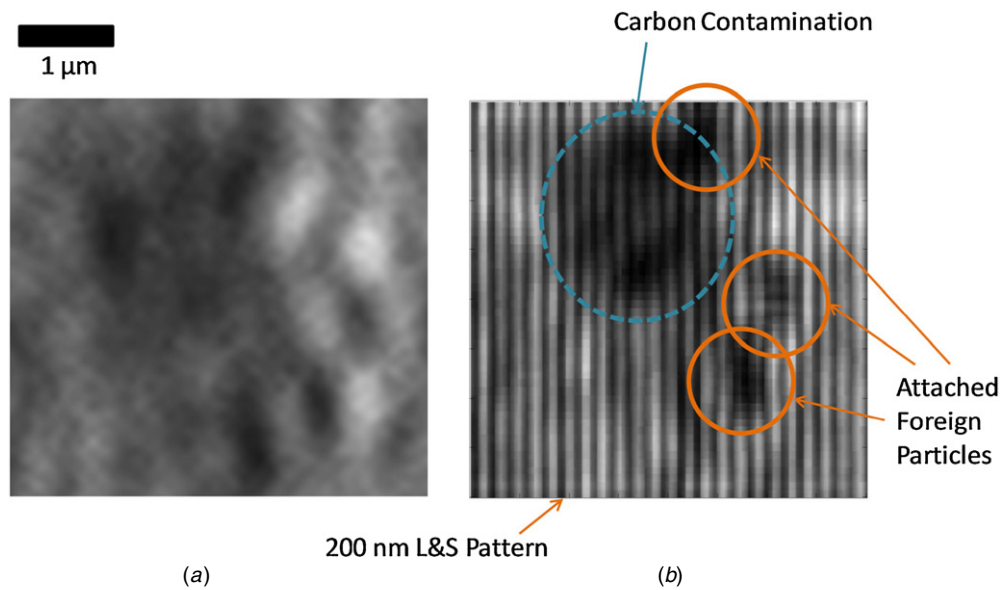 1 µm
Carbon Contamination
Attached
Foreign
Particles
200 nm L&S Pattern
(a)
(b)